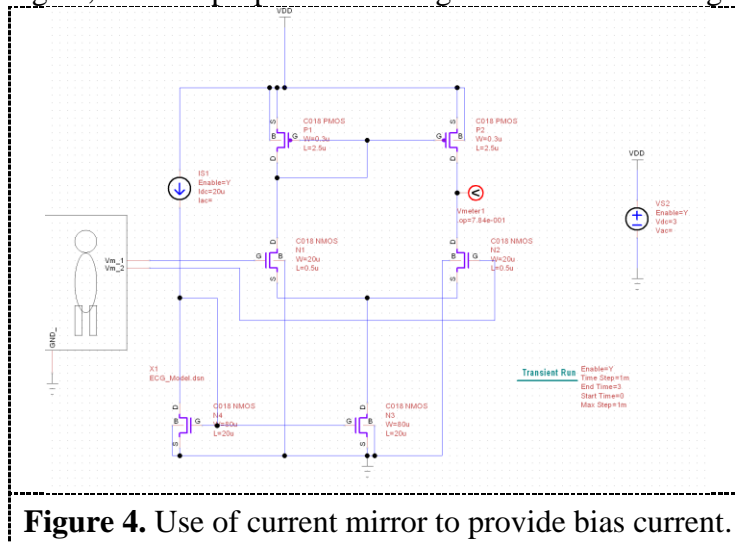 VDD
C018 PMOS
P1
W=0.3u
L=2.5u
C018 PMOS
P2
W=0.3u
L=2.5u
S
B
G
D
S
G
B
D
IS1
Enable=Y
Idc=20u
Iac=
VDD
VS2
Enable=Y
Vdc=3
Vac=
Vmeter1
.op=7.84e-001
C018 NMOS
N1
W=20u
L=0.5u
C018 NMOS
N2
W=20u
L=0.5u
D
G
B
S
D
B
G
S
Vm_1
Vm_2
GND_
X1
ECG_Model.dsn
Transient Run
Enable=Y
Time Step=1m
End Time=3
Start Time=0
Max Step=1m
C018 NMOS
N4
W=80u
L=20u
C018 NMOS
N3
W=80u
L=20u
D
B
G
S
D
G
B
S
Figure 4. Use of current mirror to provide bias current.